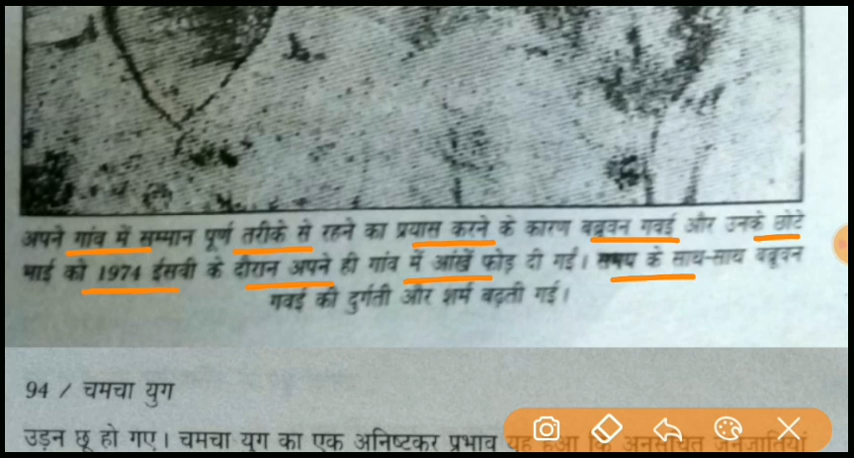 अपने गांव में सम्मान पूर्ण तरीके से रहने का प्रयास करने के कारण बब्रूवन गवई और उनके छोटे
भाई को 1974 ईसवी के दौरान अपने ही गांव में आंखें फोड़ दी गई। समय के साथ-साथ बब्रूवन
गवई की दुर्गती और शर्म बढ़ती गई।
94 / चमचा युग
उड़न छू हो गए। चमचा युग का एक अनिष्टकर प्रभाव यह हुआ कि अनुसूचित जनजातियां